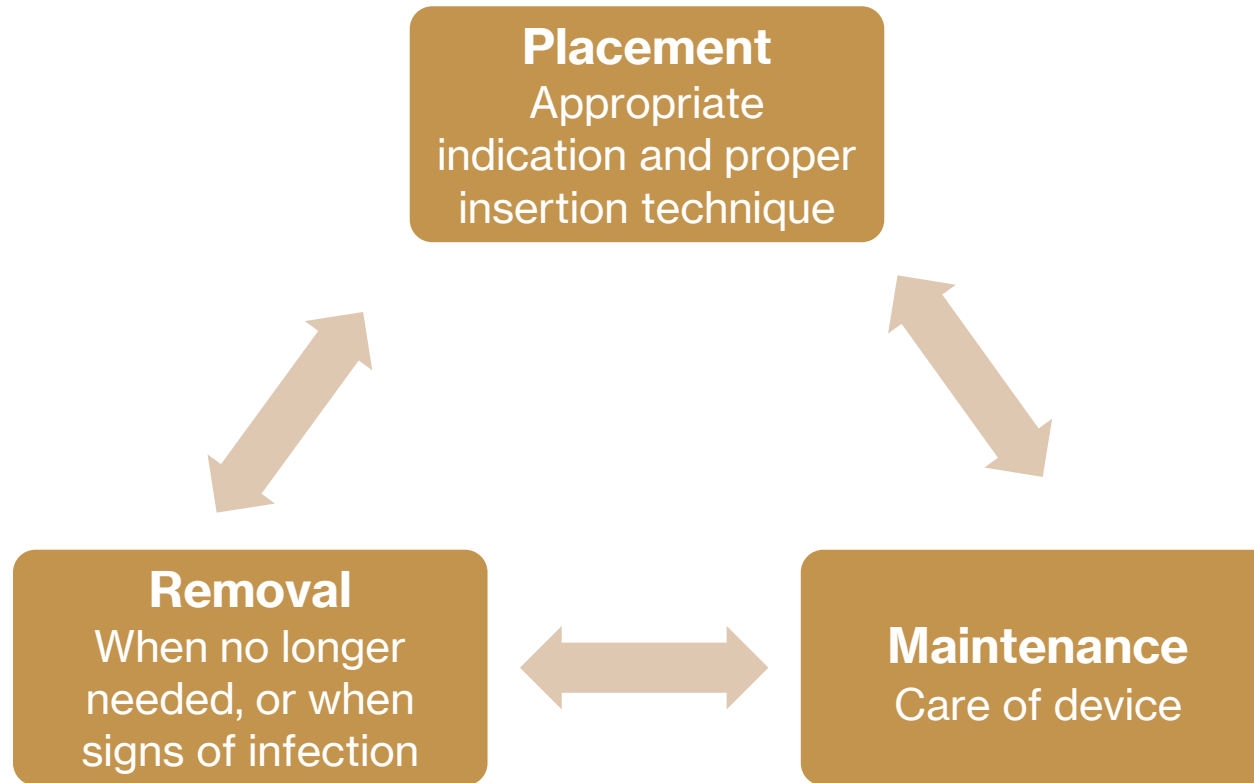 Placement
Appropriate
indication and proper
insertion technique
Removal
When no longer
needed, or when
signs of infection
Maintenance
Care of device